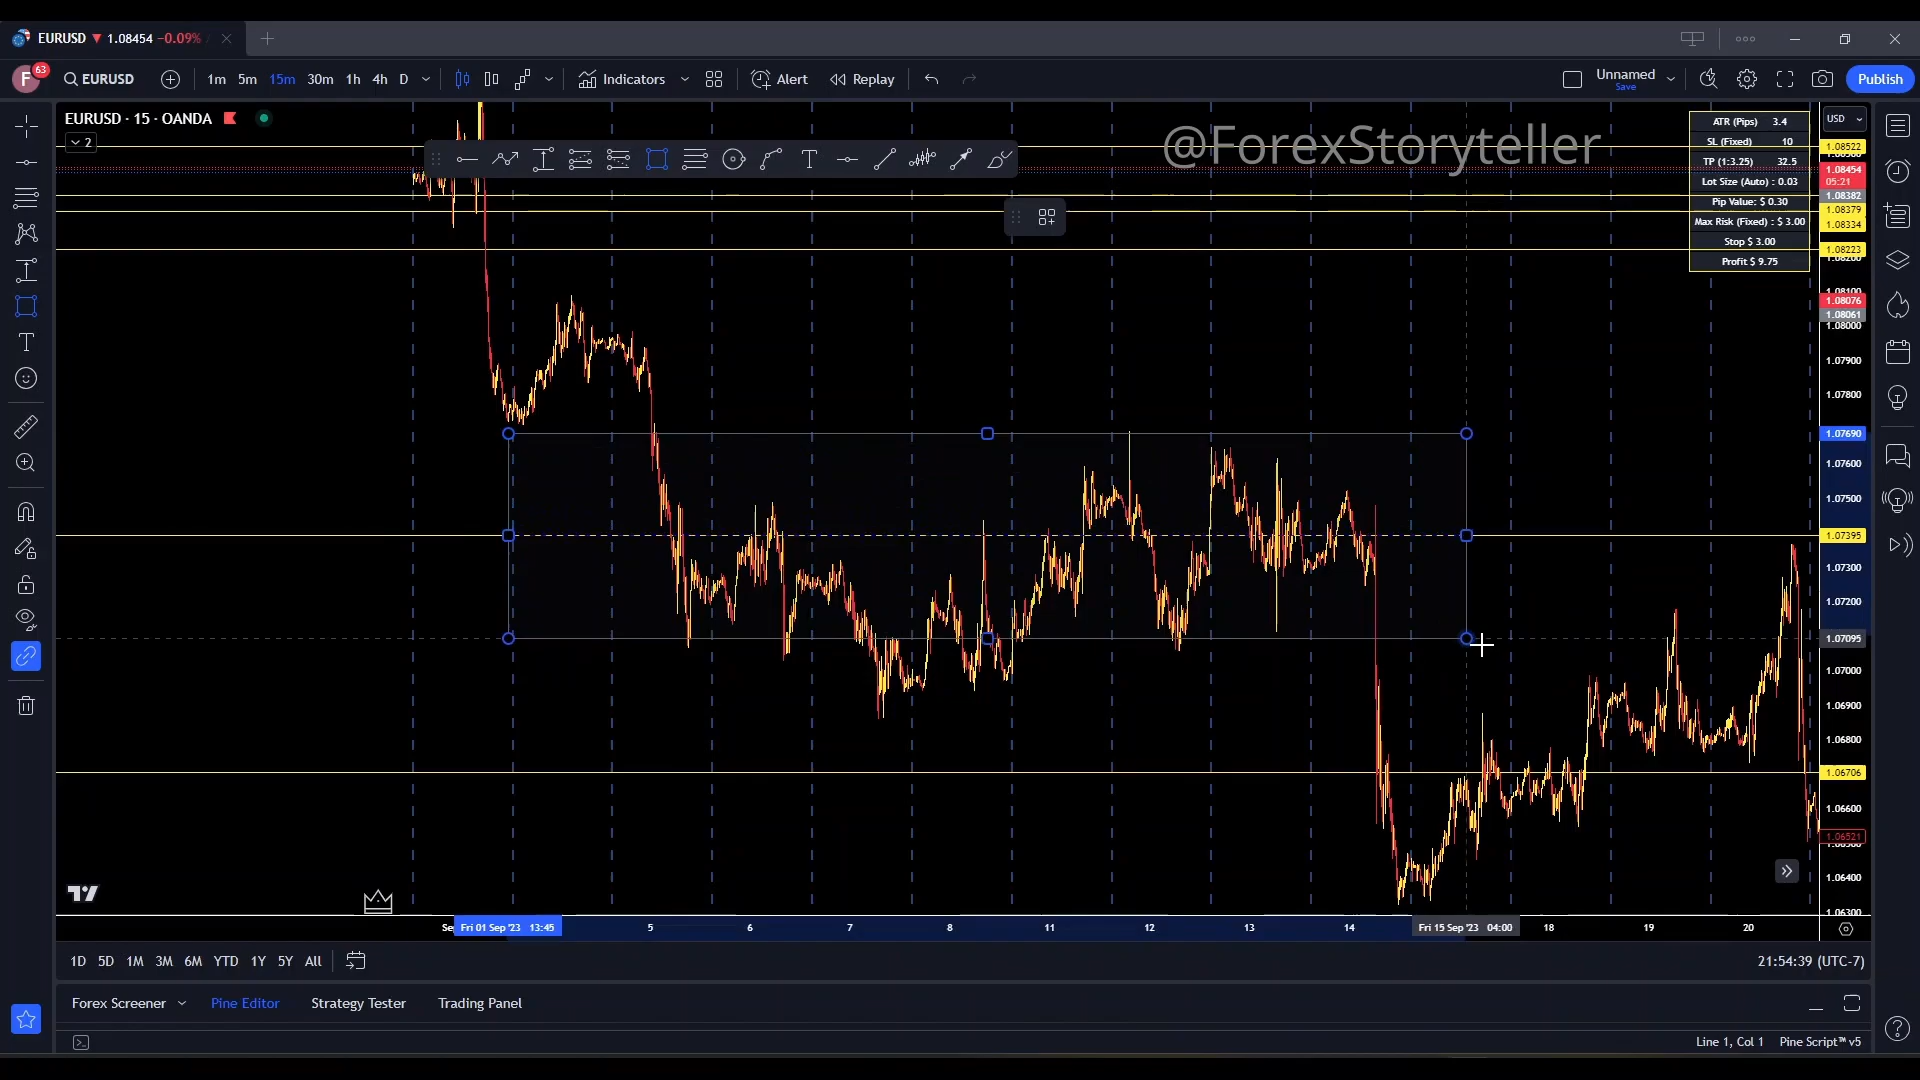 EURUSD ▼ 1.08454 −0.09%
F 63 EURUSD 1m 5m 15m 30m 1h 4h D Indicators Alert Replay Unnamed Save Publish
EURUSD · 15 · OANDA
2
@ForexStoryteller
ATR (Pips) 3.4
SL (Fixed) 10
TP (1:3.25) 32.5
Lot Size (Auto) : 0.03
Pip Value: $ 0.30
Max Risk (Fixed) : $ 3.00
Stop $ 3.00
Profit $ 9.75
USD
1.08522
1.08454
05:21
1.08382
1.08379
1.08334
1.08223
1.08200
1.08100
1.08076
1.08061
1.08000
1.07900
1.07800
1.07690
1.07600
1.07500
1.07395
1.07300
1.07200
1.07095
1.07000
1.06900
1.06800
1.06706
1.06600
1.06521
1.06400
1.06300
Fri 01 Sep '23 13:45 5 6 7 8 11 12 13 14 Fri 15 Sep '23 04:00 18 19 20
1D 5D 1M 3M 6M YTD 1Y 5Y All 21:54:39 (UTC-7)
Forex Screener Pine Editor Strategy Tester Trading Panel
Line 1, Col 1 Pine Script™ v5